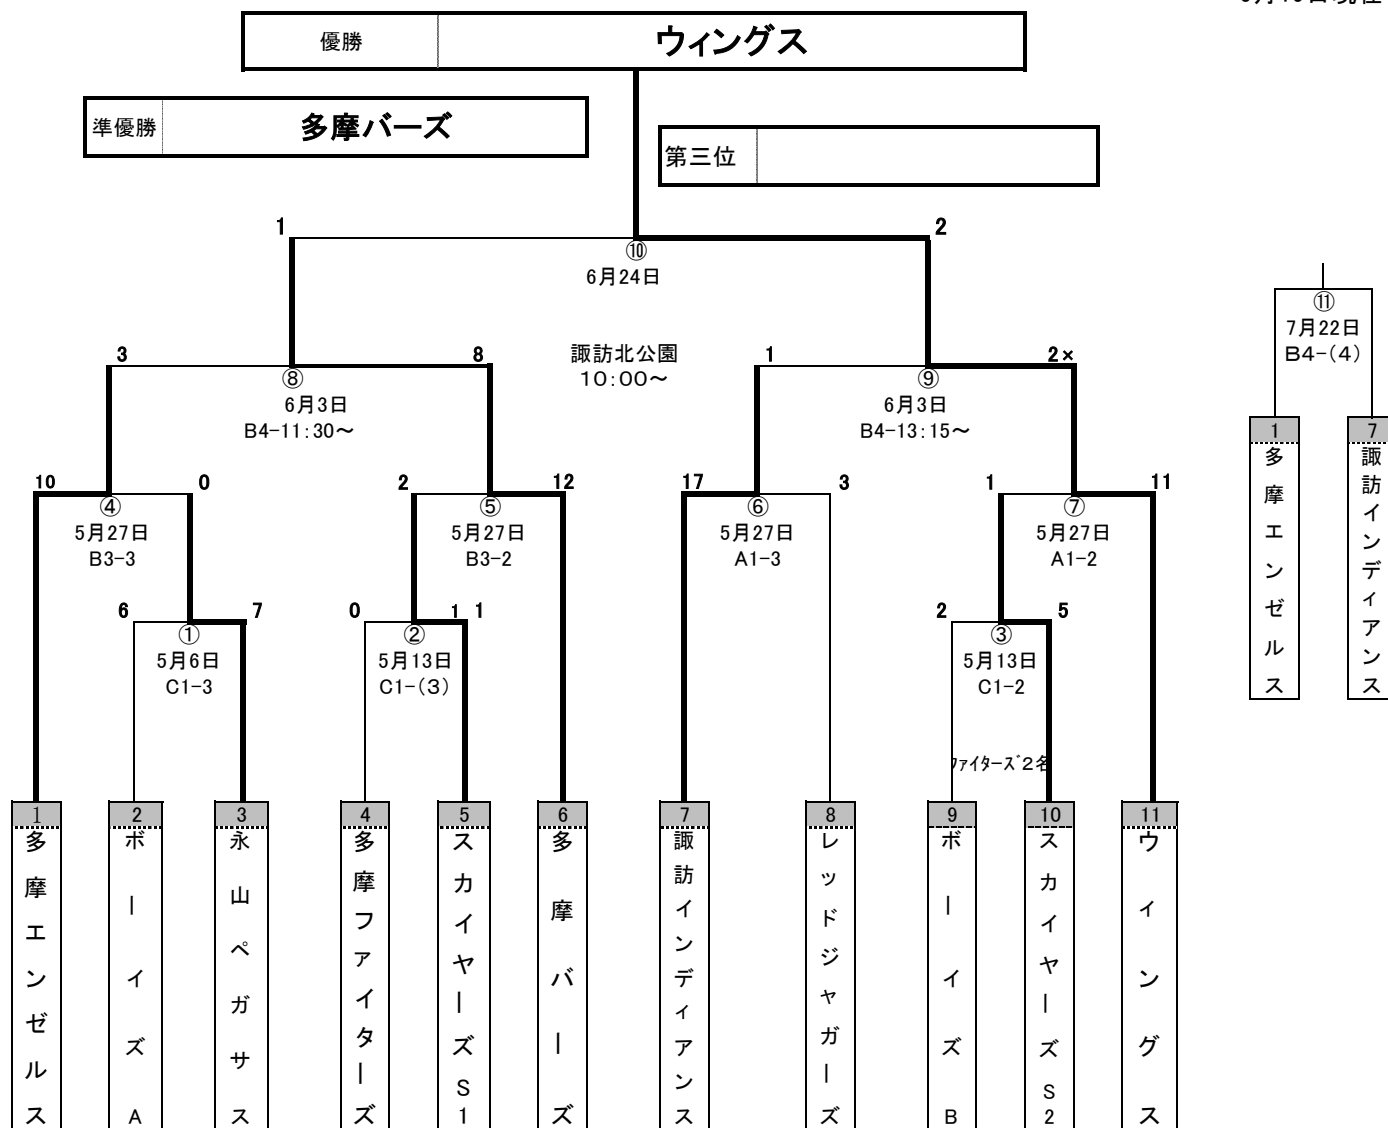 優勝 ウィングス
準優勝 多摩バーズ
第三位
1 2
⑩
6月24日
⑪
7月22日
B4-(4)
1 多摩エンゼルス
7 諏訪インディアンス
3 8
⑧
6月3日
B4-11:30～
諏訪北公園
10:00～
1 2×
⑨
6月3日
B4-13:15～
10 0
④
5月27日
B3-3
2 12
⑤
5月27日
B3-2
17 3
⑥
5月27日
A1-3
1 11
⑦
5月27日
A1-2
6 7
①
5月6日
C1-3
0 1 1
②
5月13日
C1-(3)
2 5
③
5月13日
C1-2
ﾌｧｲﾀｰｽﾞ2名
1 多摩エンゼルス
2 ボーイズA
3 永山ペガサス
4 多摩ファイターズ
5 スカイヤーズS1
6 多摩バーズ
7 諏訪インディアンス
8 レッドジャガーズ
9 ボーイズB
10 スカイヤーズS2
11 ウイングス